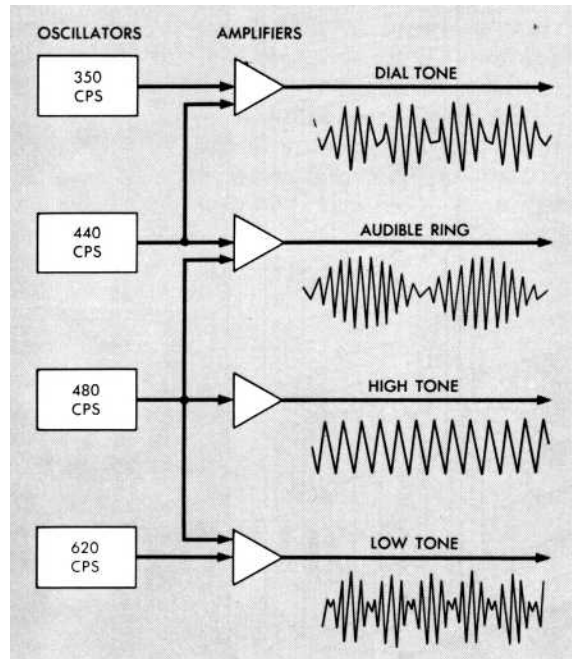 OSCILLATORS AMPLIFIERS
350
CPS
DIAL TONE
440
CPS
AUDIBLE RING
480
CPS
HIGH TONE
620
CPS
LOW TONE